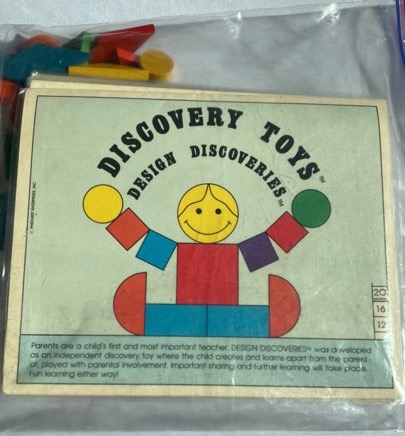 DISCOVERY TOYS™
DESIGN DISCOVERIES™
20
16
12
Parents are a child's first and most important teacher. DESIGN DISCOVERIES™ was developed
as an independent discovery toy where the child creates and learns apart from the parent-
or, played with parental involvement, important sharing and further learning will take place.
Fun learning either way!